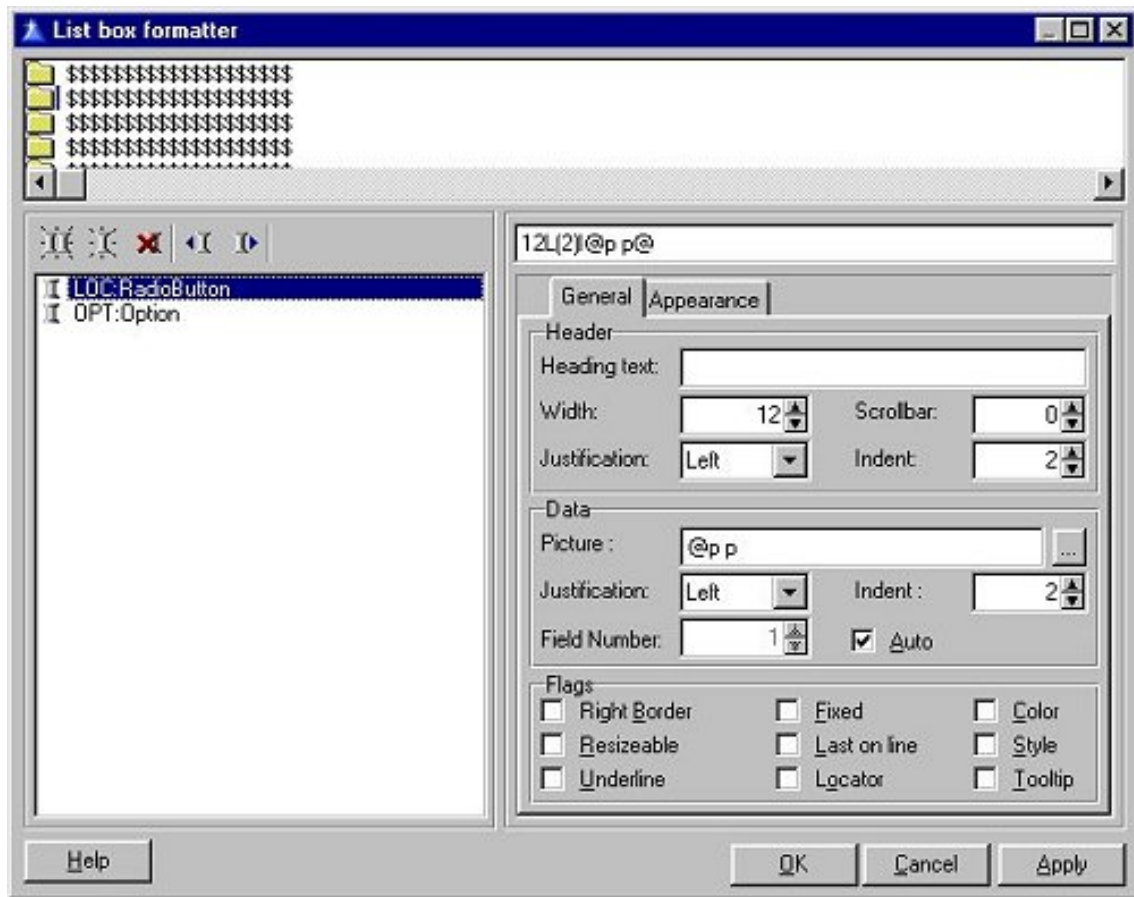 List box formatter
$$$$$$$$$$$$$$$$$$$$
$$$$$$$$$$$$$$$$$$$$
$$$$$$$$$$$$$$$$$$$$
$$$$$$$$$$$$$$$$$$$$
12L(2)I@p p@
LOC:RadioButton
OPT:Option
General Appearance
Header
Heading text:
Width: 12 Scrollbar: 0
Justification: Left Indent: 2
Data
Picture : @p p ...
Justification: Left Indent : 2
Field Number: 1 Auto
Flags
Right Border Fixed Color
Resizeable Last on line Style
Underline Locator Tooltip
Help OK Cancel Apply